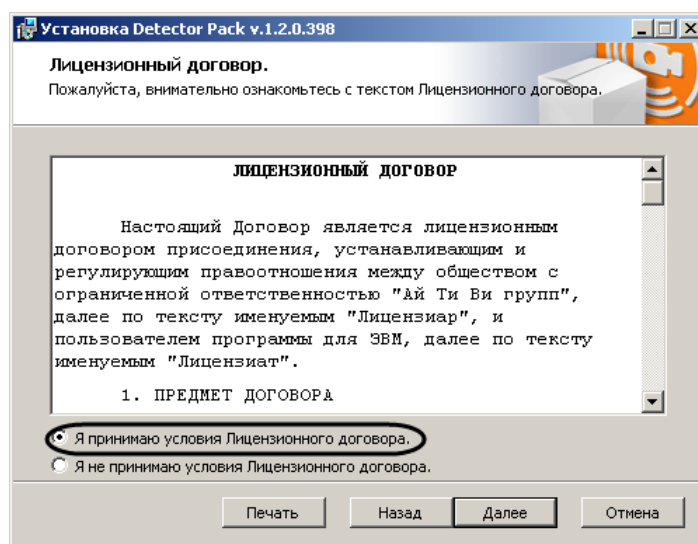 Установка Detector Pack v.1.2.0.398
Лицензионный договор.
Пожалуйста, внимательно ознакомьтесь с текстом Лицензионного договора.
ЛИЦЕНЗИОННЫЙ ДОГОВОР
Настоящий Договор является лицензионным
договором присоединения, устанавливающим и
регулирующим правоотношения между обществом с
ограниченной ответственностью "Ай Ти Ви групп",
далее по тексту именуемым "Лицензиар", и
пользователем программы для ЭВМ, далее по тексту
именуемым "Лицензиат".
1. ПРЕДМЕТ ДОГОВОРА
Я принимаю условия Лицензионного договора.
Я не принимаю условия Лицензионного договора.
Печать Назад Далее Отмена